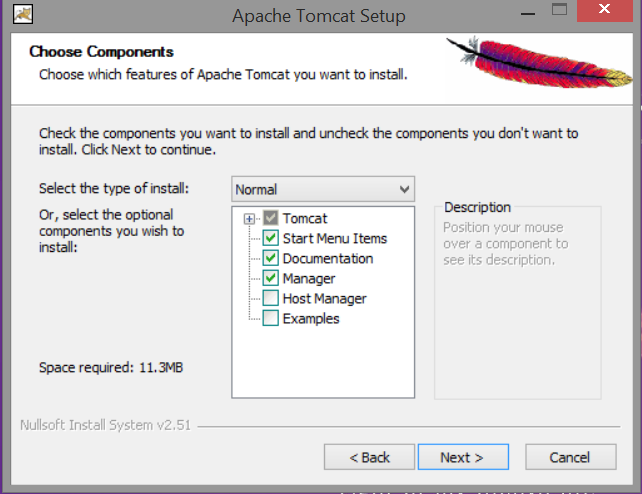 Apache Tomcat Setup
Choose Components
Choose which features of Apache Tomcat you want to install.
Check the components you want to install and uncheck the components you don't want to
install. Click Next to continue.
Select the type of install:
Normal
Or, select the optional
components you wish to
install:
Tomcat
Start Menu Items
Documentation
Manager
Host Manager
Examples
Description
Position your mouse
over a component to
see its description.
Space required: 11.3MB
Nullsoft Install System v2.51
< Back
Next >
Cancel